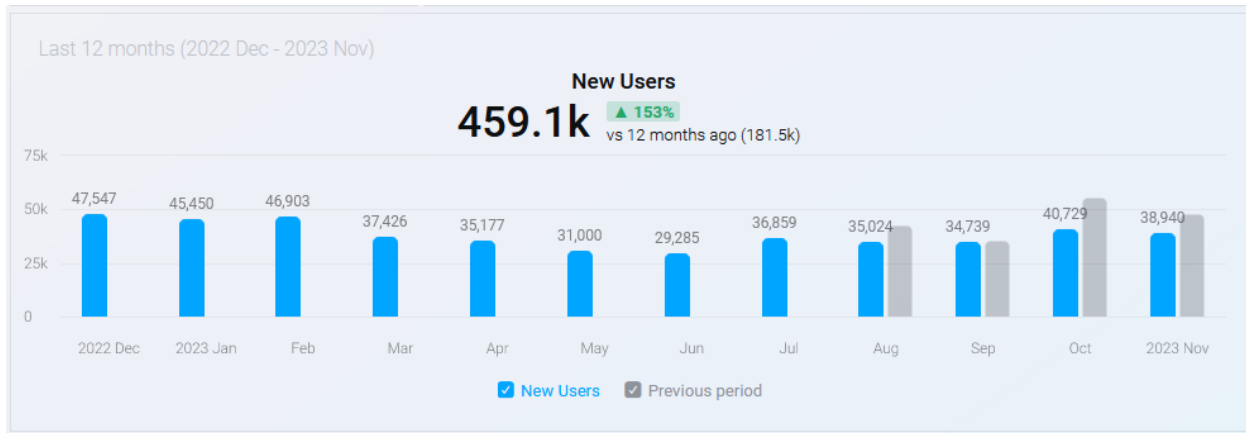 Last 12 months (2022 Dec - 2023 Nov)
New Users
459.1k ▲ 153%
vs 12 months ago (181.5k)
75k
50k
25k
0
47,547 45,450 46,903 37,426 35,177 31,000 29,285 36,859 35,024 34,739 40,729 38,940
2022 Dec 2023 Jan Feb Mar Apr May Jun Jul Aug Sep Oct 2023 Nov
New Users Previous period